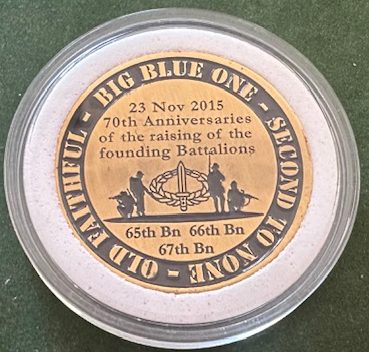 OLD FAITHFUL - BIG BLUE ONE - SECOND TO NONE -
23 Nov 2015
70th Anniversaries
of the raising of the
founding Battalions
65th Bn 66th Bn
67th Bn